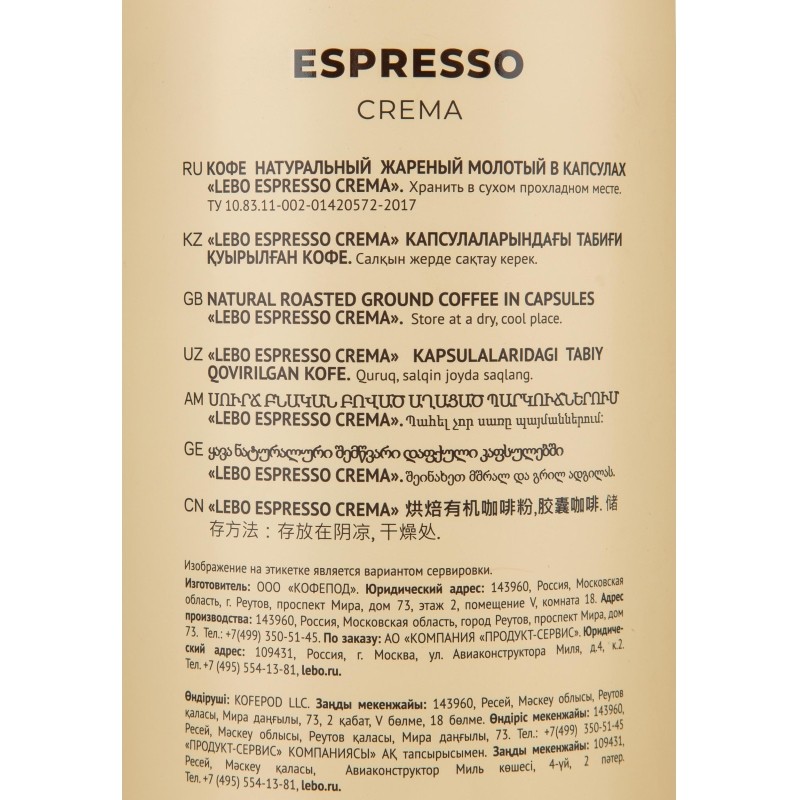 ESPRESSO
CREMA
RU КОФЕ НАТУРАЛЬНЫЙ ЖАРЕНЫЙ МОЛОТЫЙ В КАПСУЛАХ
«LEBO ESPRESSO CREMA». Хранить в сухом прохладном месте.
ТУ 10.83.11-002-01420572-2017
KZ «LEBO ESPRESSO CREMA» КАПСУЛАЛАРЫНДАҒЫ ТАБИҒИ
ҚУЫРЫЛҒАН КОФЕ. Салқын жерде сақтау керек.
GB NATURAL ROASTED GROUND COFFEE IN CAPSULES
«LEBO ESPRESSO CREMA». Store at a dry, cool place.
UZ «LEBO ESPRESSO CREMA» KAPSULALARIDAGI TABIY
QOVIRILGAN KOFE. Quruq, salqin joyda saqlang.
AM ՍՈՒՐՃ ԲՆԱԿԱՆ ԲՈՎԱԾ ԱՂԱՑԱԾ ՊԱՐԿՈՒՃՆԵՐՈՒՄ
«LEBO ESPRESSO CREMA». Պահել չոր սառը պայմաններում:
GE ყავა ნატურალური შემწვარი დაფქული კაფსულებში
«LEBO ESPRESSO CREMA». შეინახეთ მშრალ და გრილ ადგილას.
CN «LEBO ESPRESSO CREMA» 烘焙有机咖啡粉,胶囊咖啡. 储
存方法：存放在阴凉, 干燥处.
Изображение на этикетке является вариантом сервировки.
Изготовитель: ООО «КОФЕПОД». Юридический адрес: 143960, Россия, Московская
область, г. Реутов, проспект Мира, дом 73, этаж 2, помещение V, комната 18. Адрес
производства: 143960, Россия, Московская область, город Реутов, проспект Мира, дом
73. Тел.: +7(499) 350-51-45. По заказу: АО «КОМПАНИЯ «ПРОДУКТ-СЕРВИС». Юридиче-
ский адрес: 109431, Россия, г. Москва, ул. Авиаконструктора Миля, д.4, к.2.
Тел. +7 (495) 554-13-81, lebo.ru.
Өндіруші: KOFEPOD LLC. Заңды мекенжайы: 143960, Ресей, Мәскеу облысы, Реутов
қаласы, Мира даңғылы, 73, 2 қабат, V бөлме, 18 бөлме. Өндіріс мекенжайы: 143960,
Ресей, Мәскеу облысы, Реутов қаласы, Мира даңғылы, 73. Тел.: +7(499) 350-51-45
«ПРОДУКТ-СЕРВИС» КОМПАНИЯСЫ» АҚ тапсырысымен. Заңды мекенжайы: 109431,
Ресей, Мәскеу қаласы, Авиаконструктор Миль көшесі, 4-үй, 2 пәтер.
Тел.+7 (495) 554-13-81, lebo.ru.